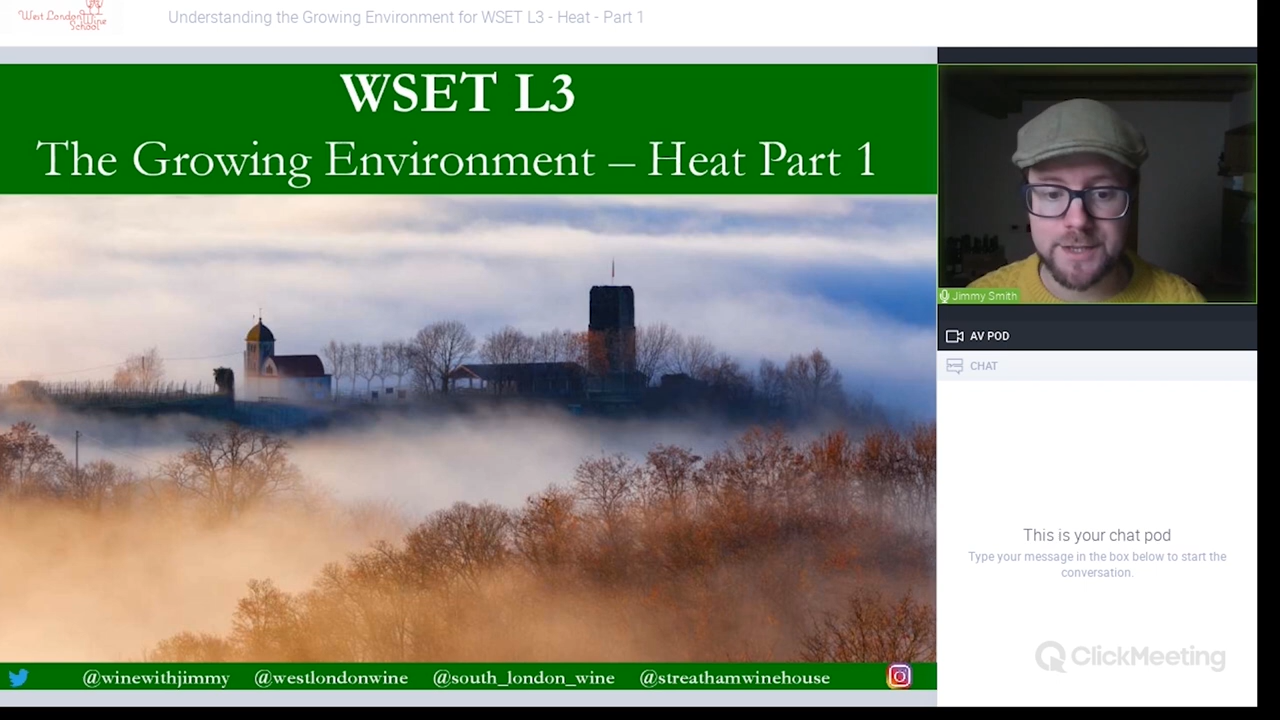 West London Wine
School
Understanding the Growing Environment for WSET L3 - Heat - Part 1
WSET L3
The Growing Environment – Heat Part 1
Jimmy Smith
AV POD
CHAT
This is your chat pod
Type your message in the box below to start the
conversation.
ClickMeeting
@winewithjimmy @westlondonwine @south_london_wine @streathamwinehouse